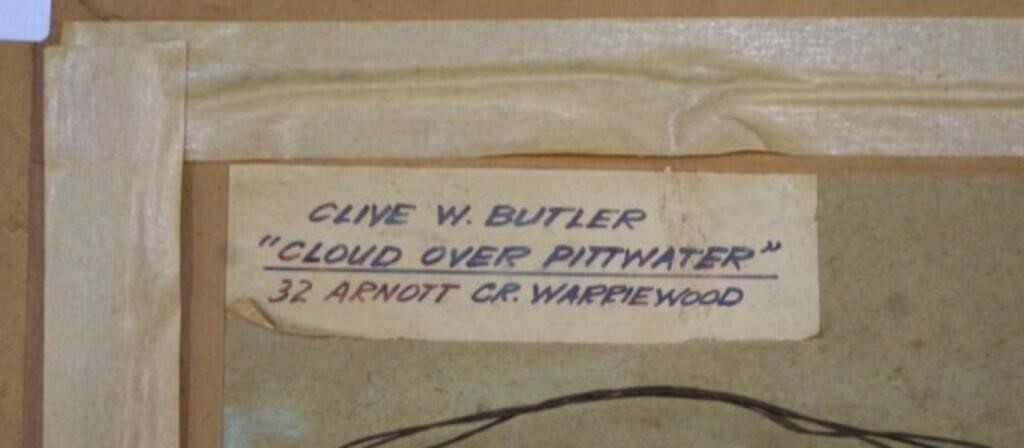 CLIVE W. BUTLER
"CLOUD OVER PITTWATER"
32 ARNOTT CR. WARRIEWOOD